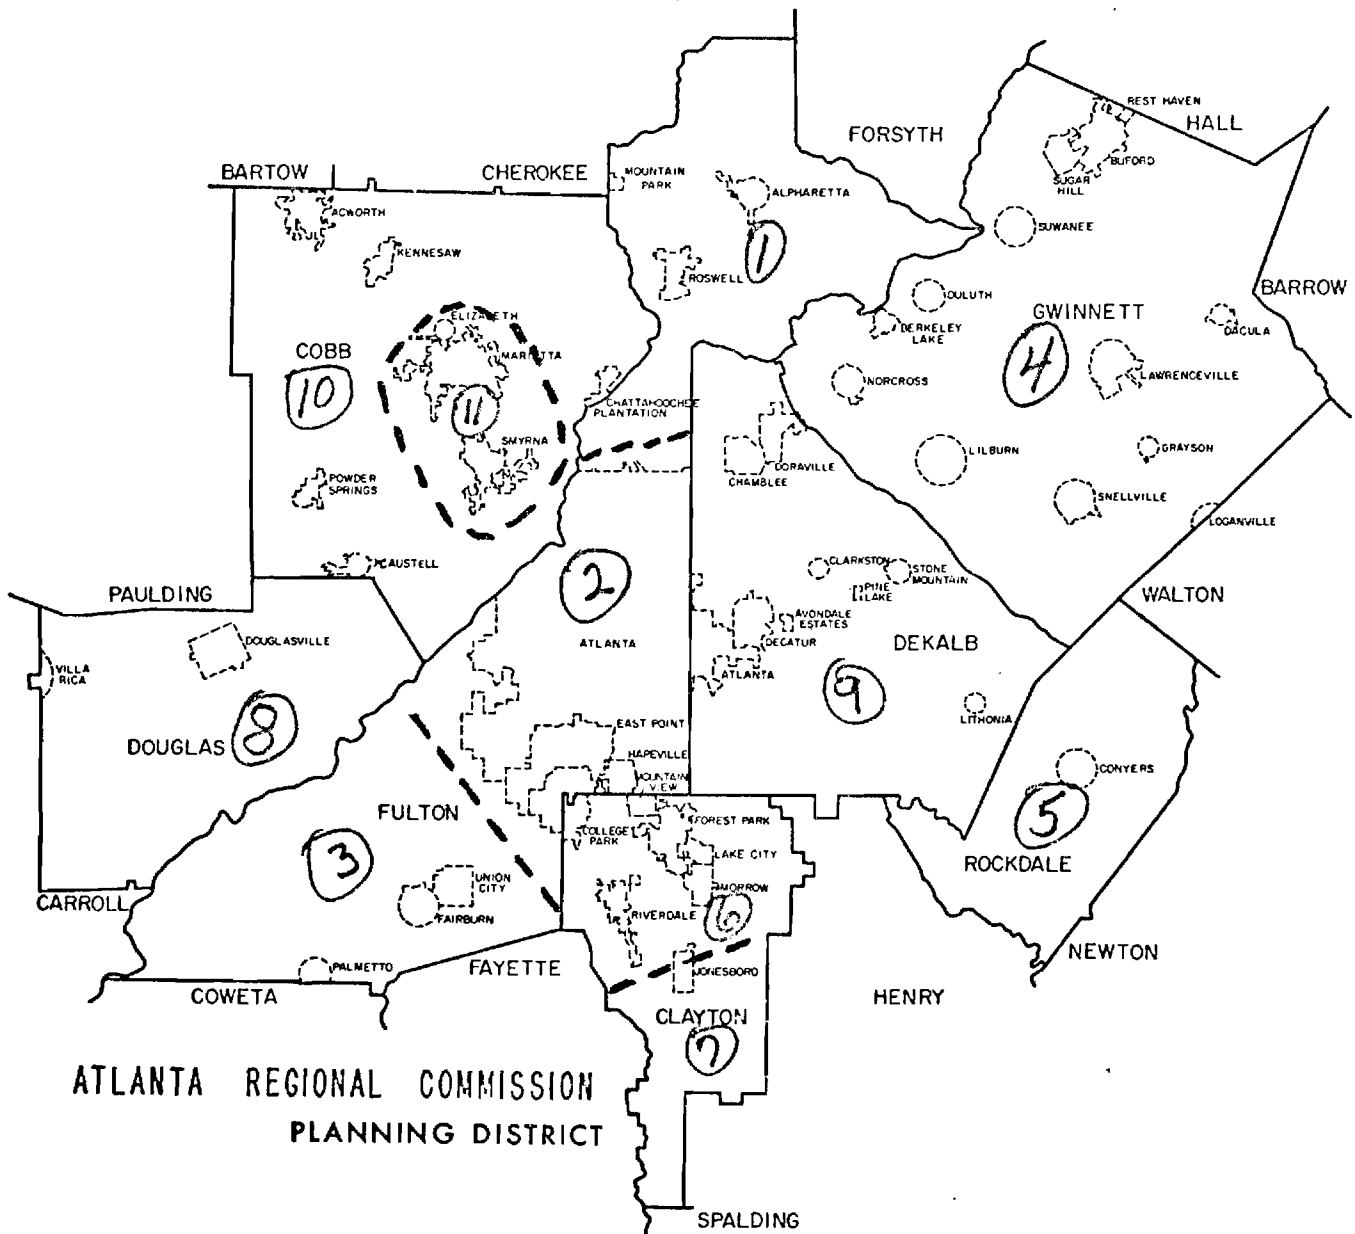 REST HAVEN
HALL
FORSYTH
BUFORD
SUGAR
HILL
BARTOW
CHEROKEE
MOUNTAIN
PARK
ALPHARETTA
ACWORTH
SUWANEE
KENNESAW
1
ROSWELL
DULUTH
BARROW
GWINNETT
ELIZABETH
BERKELEY
LAKE
DACULA
COBB
MARIETTA
4
LAWRENCEVILLE
10
NORCROSS
CHATTAHOOCHEE
PLANTATION
11
SMYRNA
LILBURN
GRAYSON
DORAVILLE
CHAMBLEE
POWDER
SPRINGS
SNELLVILLE
LOGANVILLE
CAUSTELL
CLARKSTON
STONE
MOUNTAIN
2
PINE
LAKE
PAULDING
WALTON
AVONDALE
ESTATES
DOUGLASVILLE
ATLANTA
DECATUR
DEKALB
VILLA
RICA
ATLANTA
9
LITHONIA
8
EAST POINT
DOUGLAS
HAPEVILLE
CONYERS
MOUNTAIN
VIEW
5
FULTON
FOREST PARK
COLLEGE
PARK
3
LAKE CITY
ROCKDALE
UNION
CITY
MORROW
CARROLL
RIVERDALE
6
FAIRBURN
NEWTON
PALMETTO
FAYETTE
JONESBORO
COWETA
HENRY
CLAYTON
7
ATLANTA REGIONAL COMMISSION
PLANNING DISTRICT
SPALDING